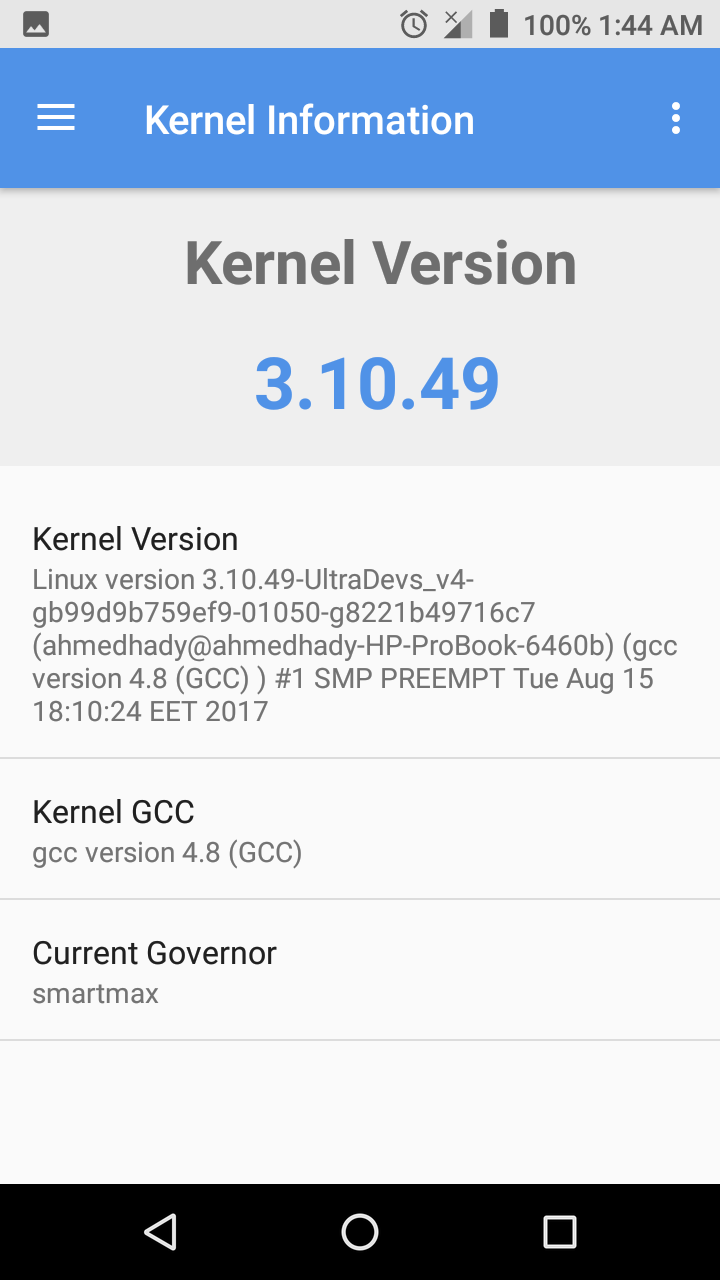 100% 1:44 AM
Kernel Information
Kernel Version
3.10.49
Kernel Version
Linux version 3.10.49-UltraDevs_v4-
gb99d9b759ef9-01050-g8221b49716c7
(ahmedhady@ahmedhady-HP-ProBook-6460b) (gcc
version 4.8 (GCC) ) #1 SMP PREEMPT Tue Aug 15
18:10:24 EET 2017
Kernel GCC
gcc version 4.8 (GCC)
Current Governor
smartmax